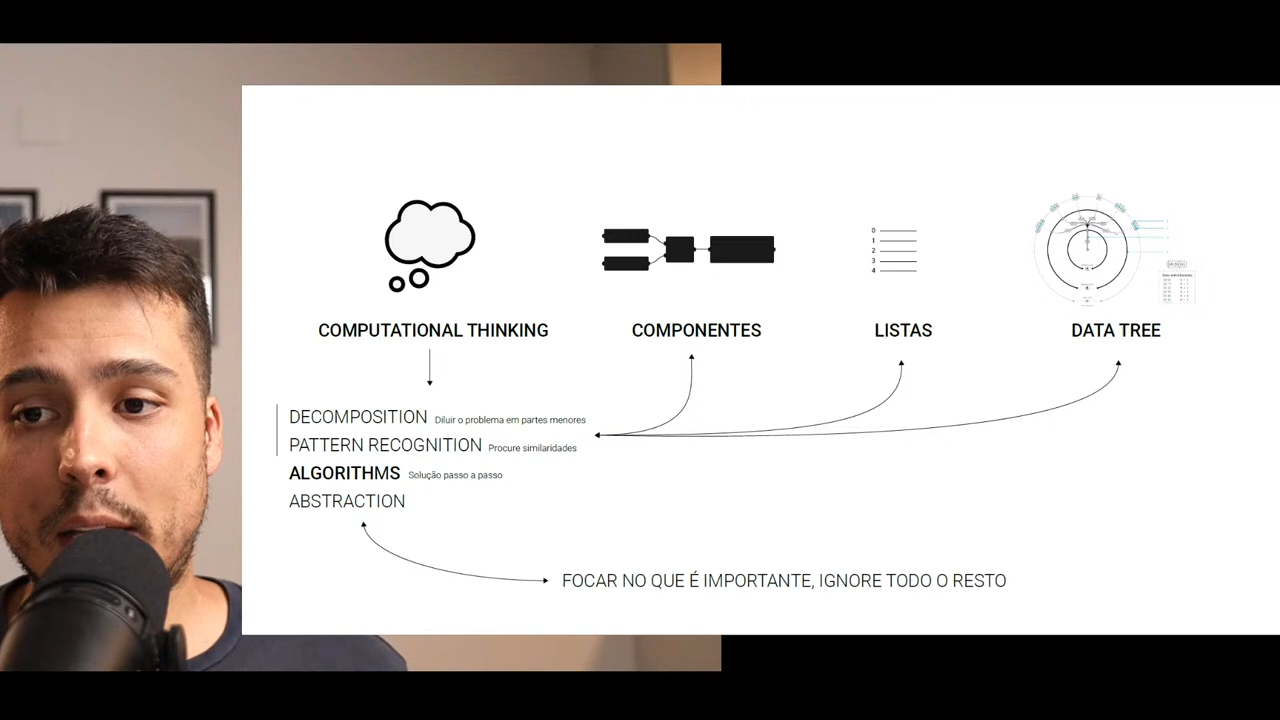 0
1
2
3
4
COMPUTATIONAL THINKING
COMPONENTES
LISTAS
DATA TREE
DECOMPOSITION Diluir o problema em partes menores
PATTERN RECOGNITION Procure similaridades
ALGORITHMS Solução passo a passo
ABSTRACTION
FOCAR NO QUE É IMPORTANTE, IGNORE TODO O RESTO